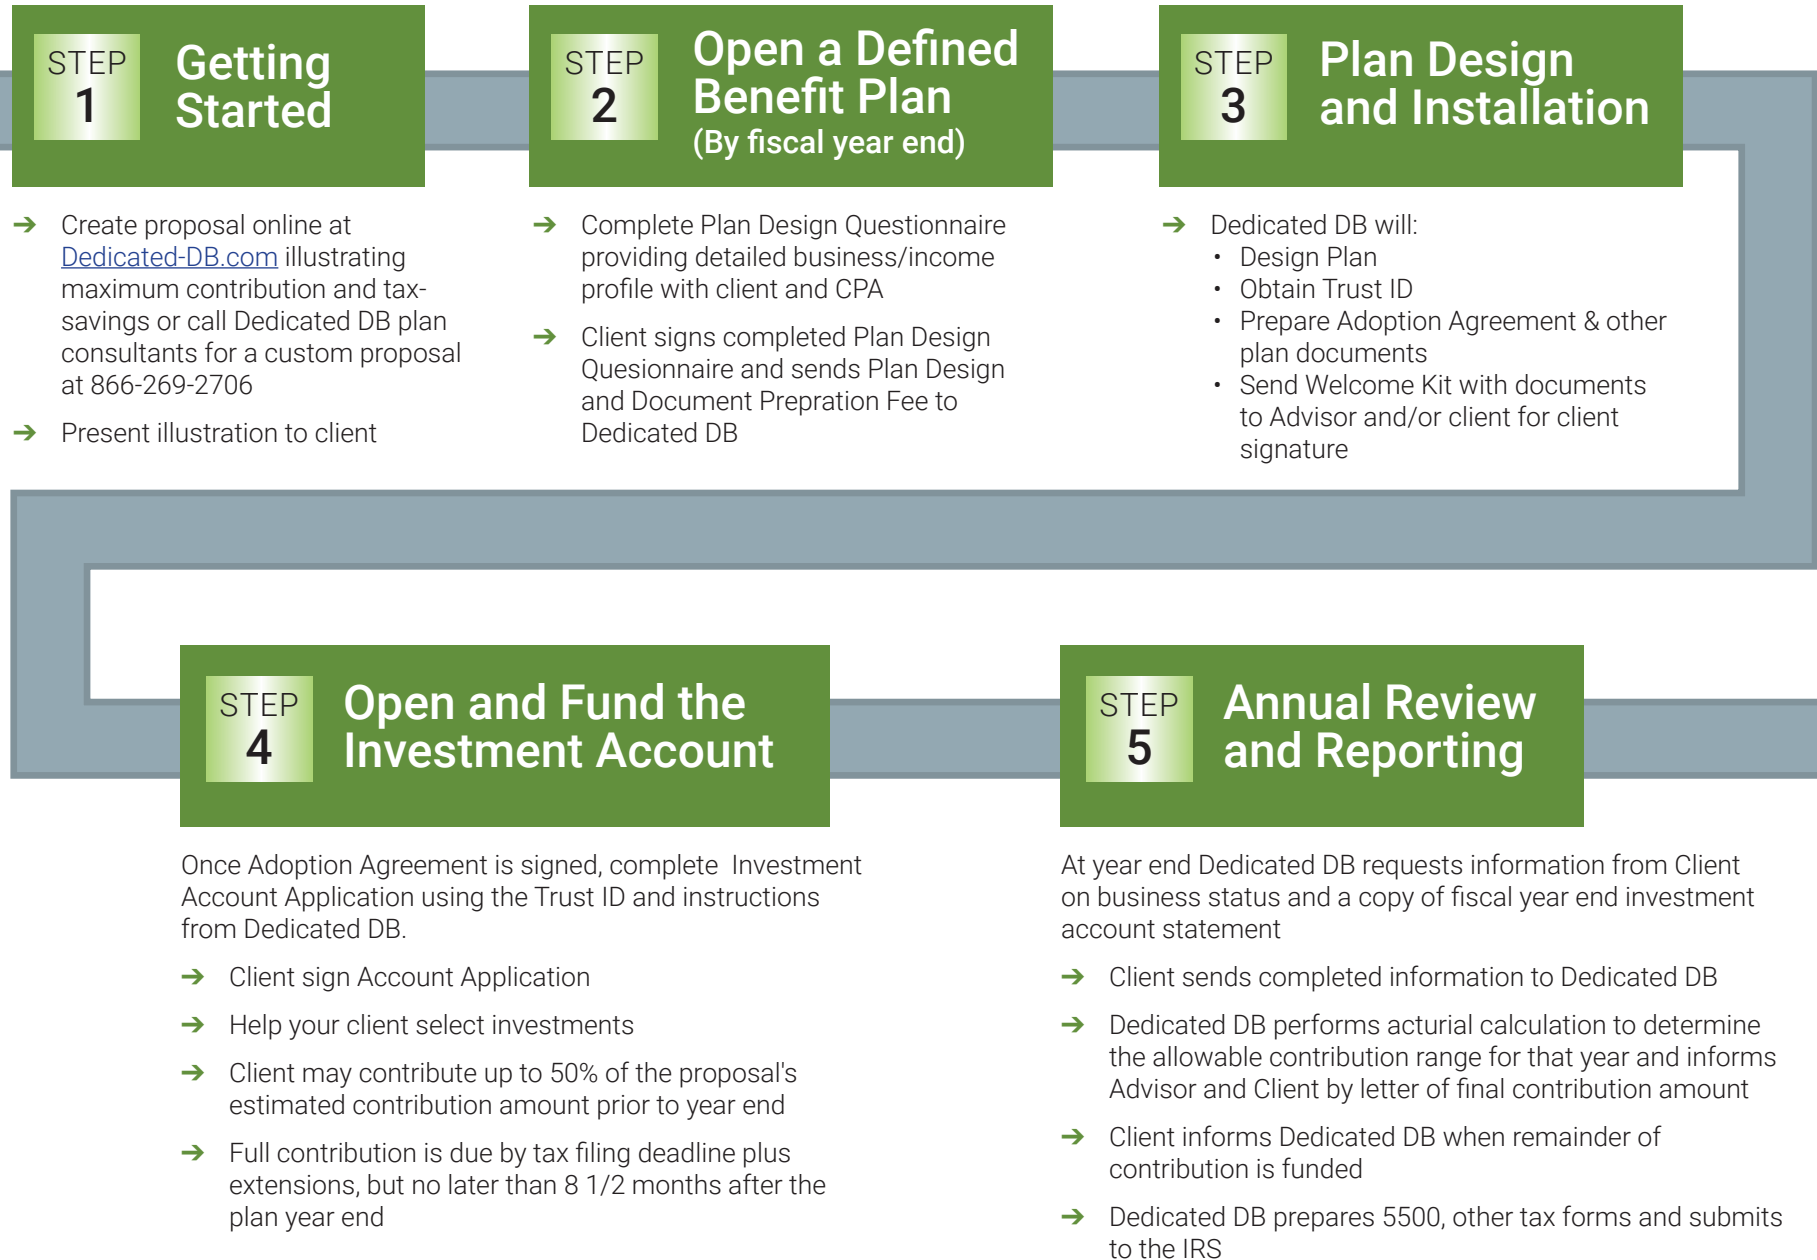 STEP
1
Getting
Started
➔ Create proposal online at
Dedicated-DB.com illustrating
maximum contribution and tax-
savings or call Dedicated DB plan
consultants for a custom proposal
at 866-269-2706
➔ Present illustration to client
STEP
2
Open a Defined
Benefit Plan
(By fiscal year end)
➔ Complete Plan Design Questionnaire
providing detailed business/income
profile with client and CPA
➔ Client signs completed Plan Design
Quesionnaire and sends Plan Design
and Document Prepration Fee to
Dedicated DB
STEP
3
Plan Design
and Installation
➔ Dedicated DB will:
• Design Plan
• Obtain Trust ID
• Prepare Adoption Agreement & other
plan documents
• Send Welcome Kit with documents
to Advisor and/or client for client
signature
STEP
4
Open and Fund the
Investment Account
Once Adoption Agreement is signed, complete Investment
Account Application using the Trust ID and instructions
from Dedicated DB.
➔ Client sign Account Application
➔ Help your client select investments
➔ Client may contribute up to 50% of the proposal's
estimated contribution amount prior to year end
➔ Full contribution is due by tax filing deadline plus
extensions, but no later than 8 1/2 months after the
plan year end
STEP
5
Annual Review
and Reporting
At year end Dedicated DB requests information from Client
on business status and a copy of fiscal year end investment
account statement
➔ Client sends completed information to Dedicated DB
➔ Dedicated DB performs acturial calculation to determine
the allowable contribution range for that year and informs
Advisor and Client by letter of final contribution amount
➔ Client informs Dedicated DB when remainder of
contribution is funded
➔ Dedicated DB prepares 5500, other tax forms and submits
to the IRS